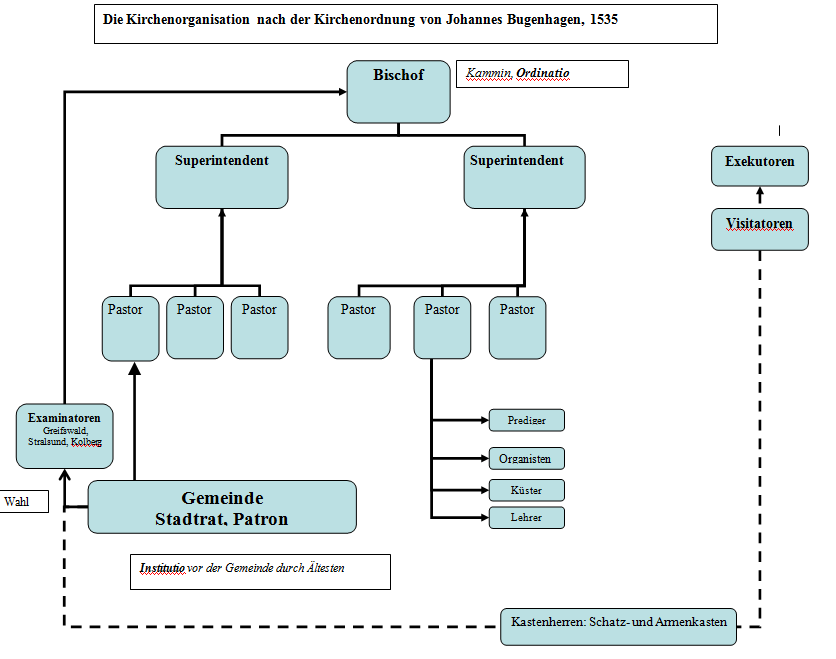 Die Kirchenorganisation nach der Kirchenordnung von Johannes Bugenhagen, 1535
Bischof
Kammin, Ordinatio
Superintendent
Superintendent
Exekutoren
Visitatoren
Pastor
Pastor
Pastor
Pastor
Pastor
Pastor
Examinatoren
Greifswald,
Stralsund, Kolberg
Prediger
Organisten
Küster
Lehrer
Wahl
Gemeinde
Stadtrat, Patron
Institutio vor der Gemeinde durch Ältesten
Kastenherren: Schatz- und Armenkasten